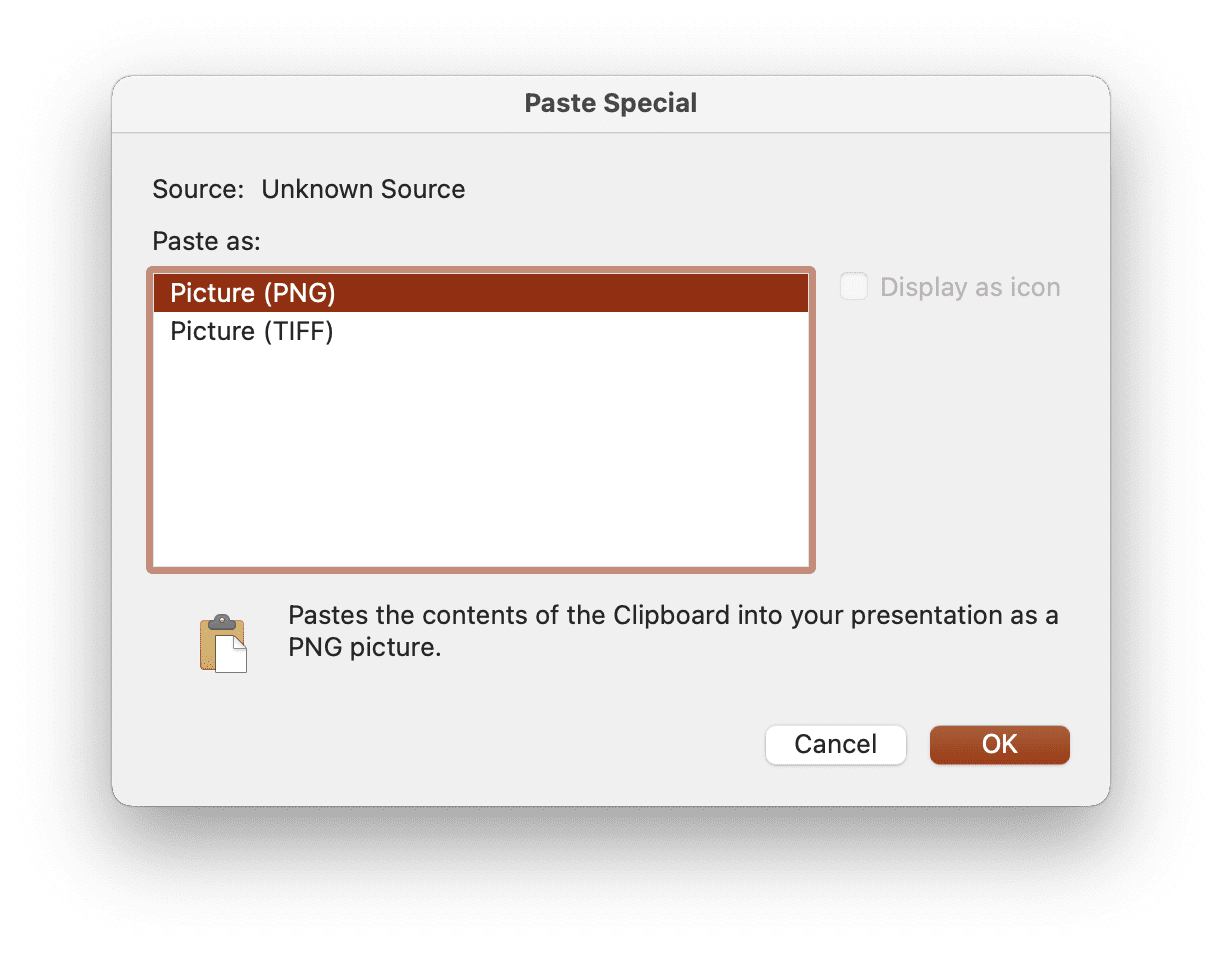 Paste Special
Source: Unknown Source
Paste as:
Picture (PNG)
Display as icon
Picture (TIFF)
Pastes the contents of the Clipboard into your presentation as a
PNG picture.
Cancel
OK